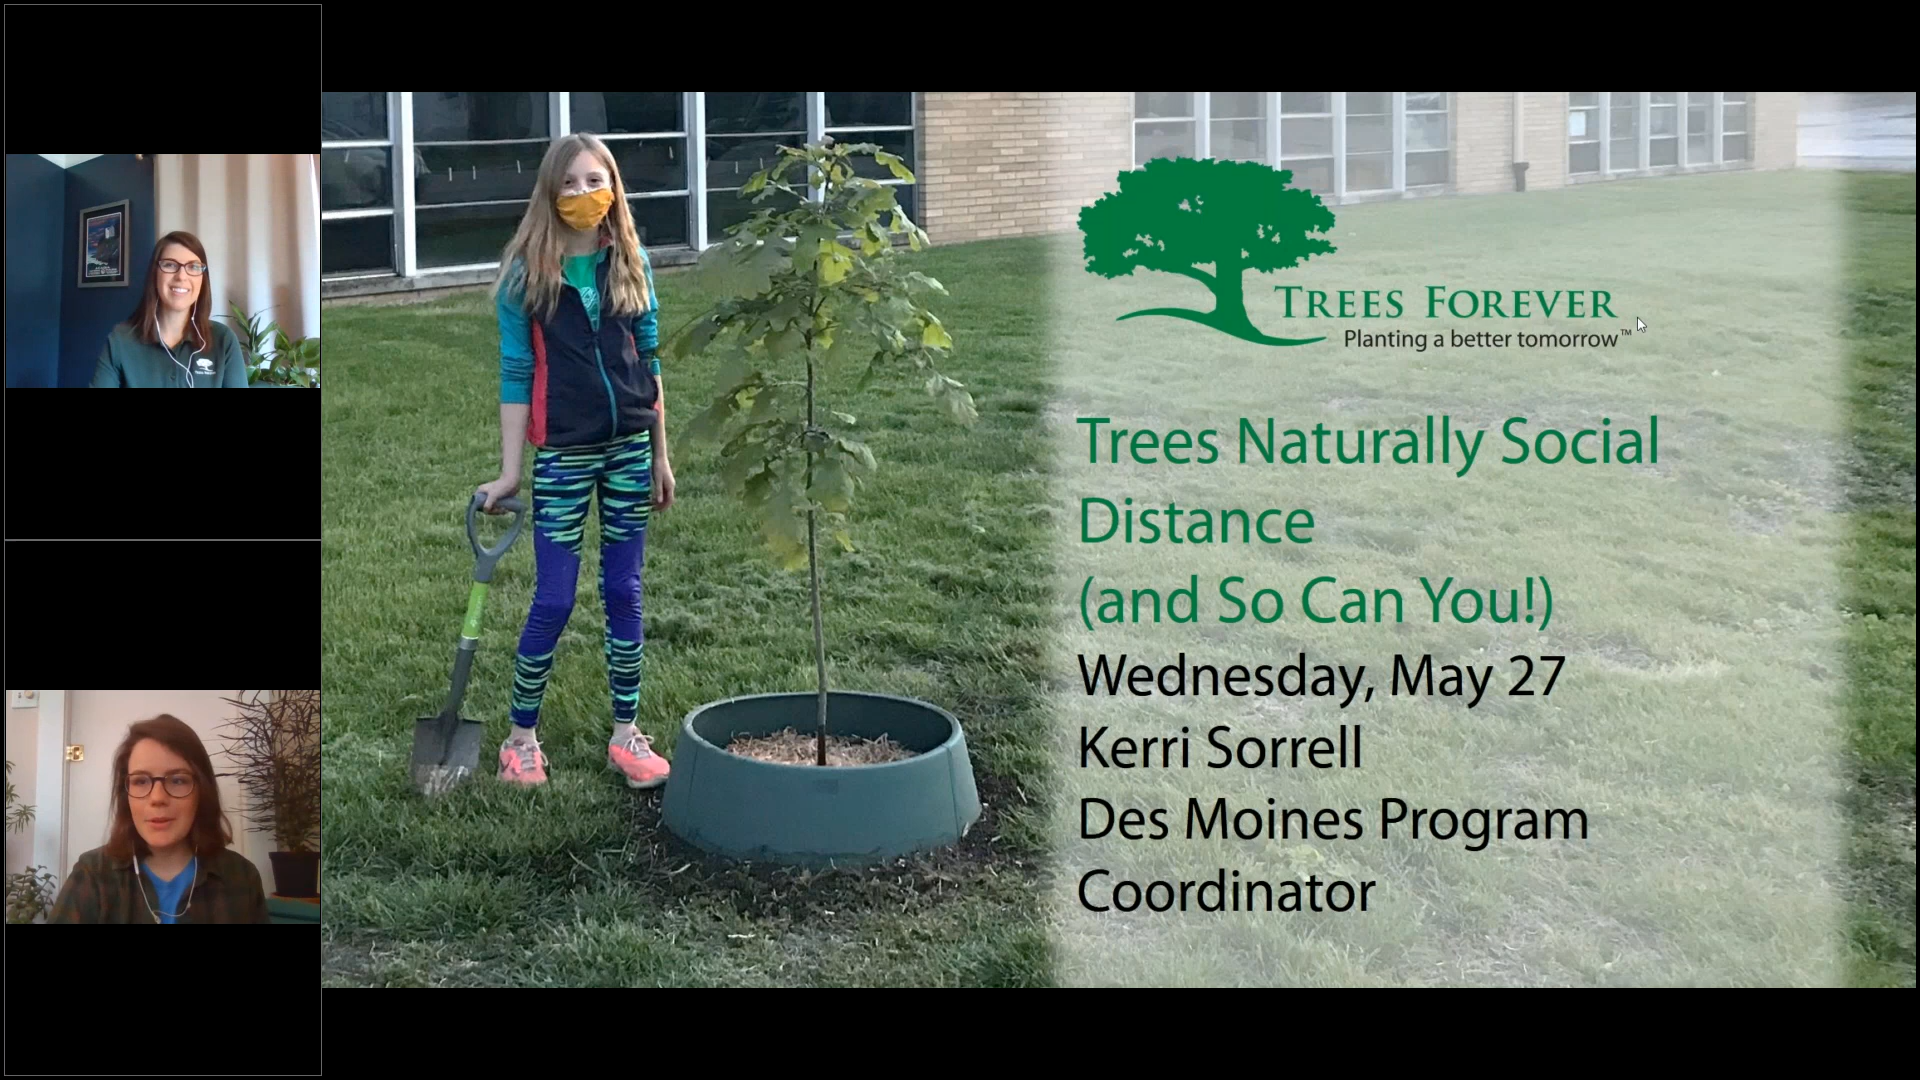 TREES FOREVER
Planting a better tomorrow™
Trees Naturally Social
Distance
(and So Can You!)
Wednesday, May 27
Kerri Sorrell
Des Moines Program
Coordinator